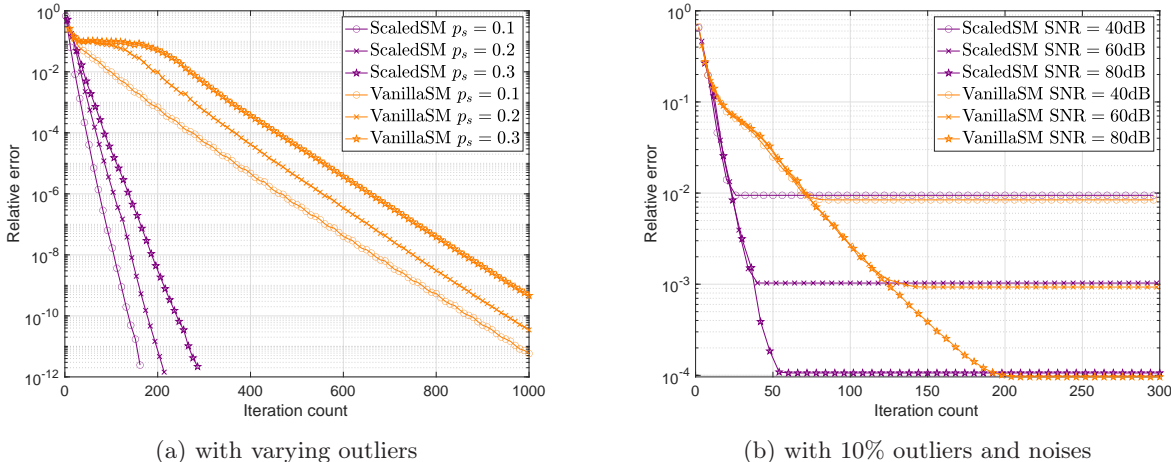 10^0
10^-2
10^-4
10^-6
10^-8
10^-10
10^-12
Relative error
0 200 400 600 800 1000
Iteration count
ScaledSM p_s = 0.1
ScaledSM p_s = 0.2
ScaledSM p_s = 0.3
VanillaSM p_s = 0.1
VanillaSM p_s = 0.2
VanillaSM p_s = 0.3
(a) with varying outliers
10^0
10^-1
10^-2
10^-3
10^-4
Relative error
0 50 100 150 200 250 300
Iteration count
ScaledSM SNR = 40dB
ScaledSM SNR = 60dB
ScaledSM SNR = 80dB
VanillaSM SNR = 40dB
VanillaSM SNR = 60dB
VanillaSM SNR = 80dB
(b) with 10% outliers and noises